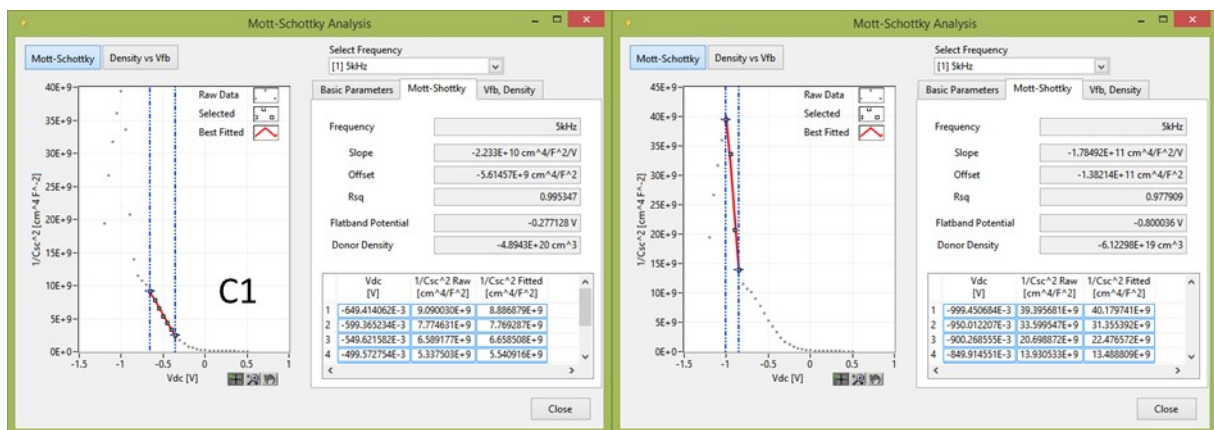 Mott-Schottky Analysis
Mott-Schottky
Density vs Vfb
Select Frequency
[1] 5kHz
Basic Parameters
Mott-Shottky
Vfb, Density
40E+9-
35E+9-
30E+9-
25E+9-
20E+9-
15E+9-
10E+9-
5E+9-
0E+0-
1/Csc^2 [cm^4 F^-2]
Raw Data
Selected
Best Fitted
C1
-1.5 -1 -0.5 0 0.5 1
Vdc [V]
Frequency 5kHz
Slope -2.233E+10 cm^4/F^2/V
Offset -5.61457E+9 cm^4/F^2
Rsq 0.995347
Flatband Potential -0.277128 V
Donor Density -4.8943E+20 cm^3
Vdc 1/Csc^2 Raw 1/Csc^2 Fitted
[V] [cm^4/F^2] [cm^4/F^2]
1 -649.414062E-3 9.090030E+9 8.886879E+9
2 -599.365234E-3 7.774631E+9 7.769287E+9
3 -549.621582E-3 6.589177E+9 6.658508E+9
4 -499.572754E-3 5.337503E+9 5.540916E+9
Close
Mott-Schottky Analysis
Mott-Schottky
Density vs Vfb
Select Frequency
[1] 5kHz
Basic Parameters
Mott-Shottky
Vfb, Density
45E+9-
40E+9-
35E+9-
30E+9-
25E+9-
20E+9-
15E+9-
10E+9-
5E+9-
0E+0-
1/Csc^2 [cm^4 F^-2]
Raw Data
Selected
Best Fitted
-1.5 -1 -0.5 0 0.5 1
Vdc [V]
Frequency 5kHz
Slope -1.78492E+11 cm^4/F^2/V
Offset -1.38214E+11 cm^4/F^2
Rsq 0.977909
Flatband Potential -0.800036 V
Donor Density -6.12298E+19 cm^3
Vdc 1/Csc^2 Raw 1/Csc^2 Fitted
[V] [cm^4/F^2] [cm^4/F^2]
1 -999.450684E-3 39.395681E+9 40.179741E+9
2 -950.012207E-3 33.599547E+9 31.355392E+9
3 -900.268555E-3 20.698872E+9 22.476572E+9
4 -849.914551E-3 13.930533E+9 13.488809E+9
Close